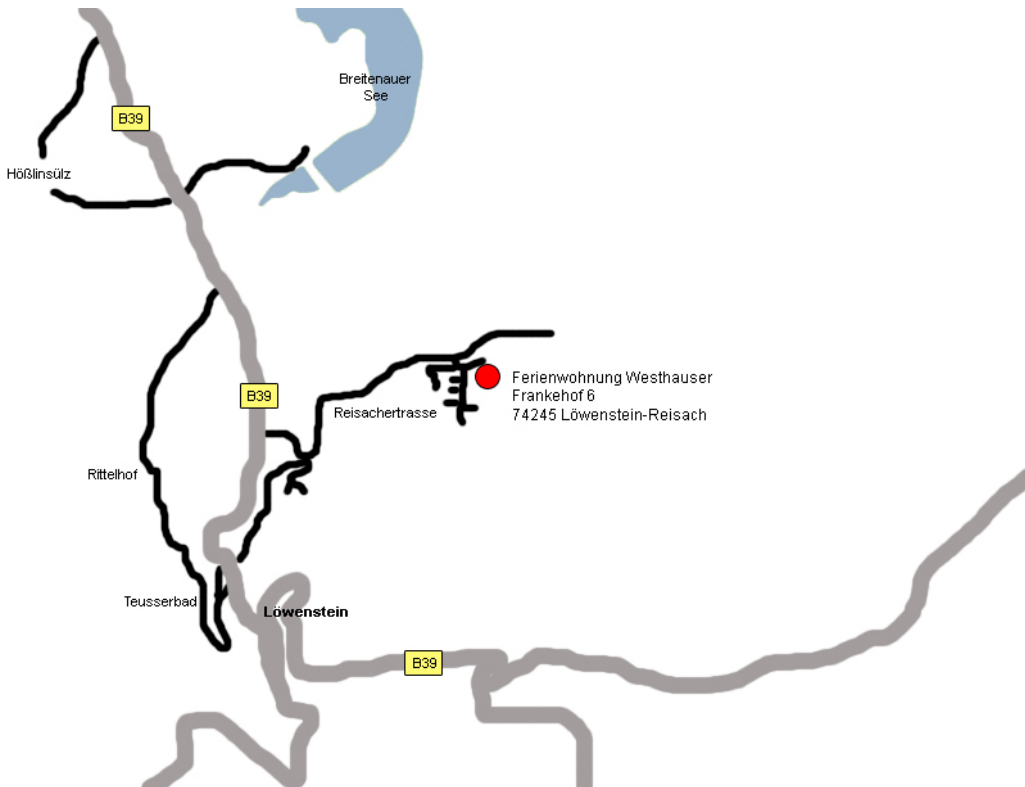 Breitenauer
See
B39
Hößlinsülz
B39
Ferienwohnung Westhauser
Frankehof 6
74245 Löwenstein-Reisach
Reisachertrasse
Rittelhof
Teusserbad
Löwenstein
B39